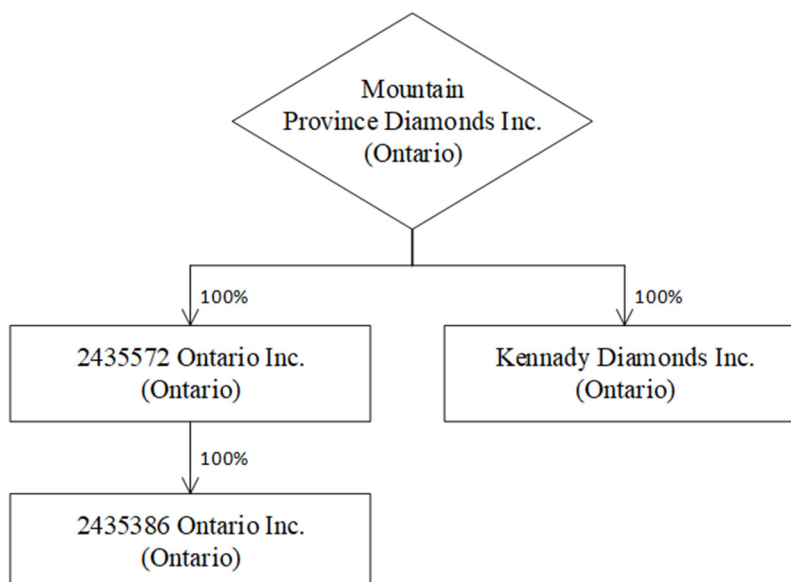 Mountain
Province Diamonds Inc.
(Ontario)
100%
100%
2435572 Ontario Inc.
(Ontario)
Kennady Diamonds Inc.
(Ontario)
100%
2435386 Ontario Inc.
(Ontario)